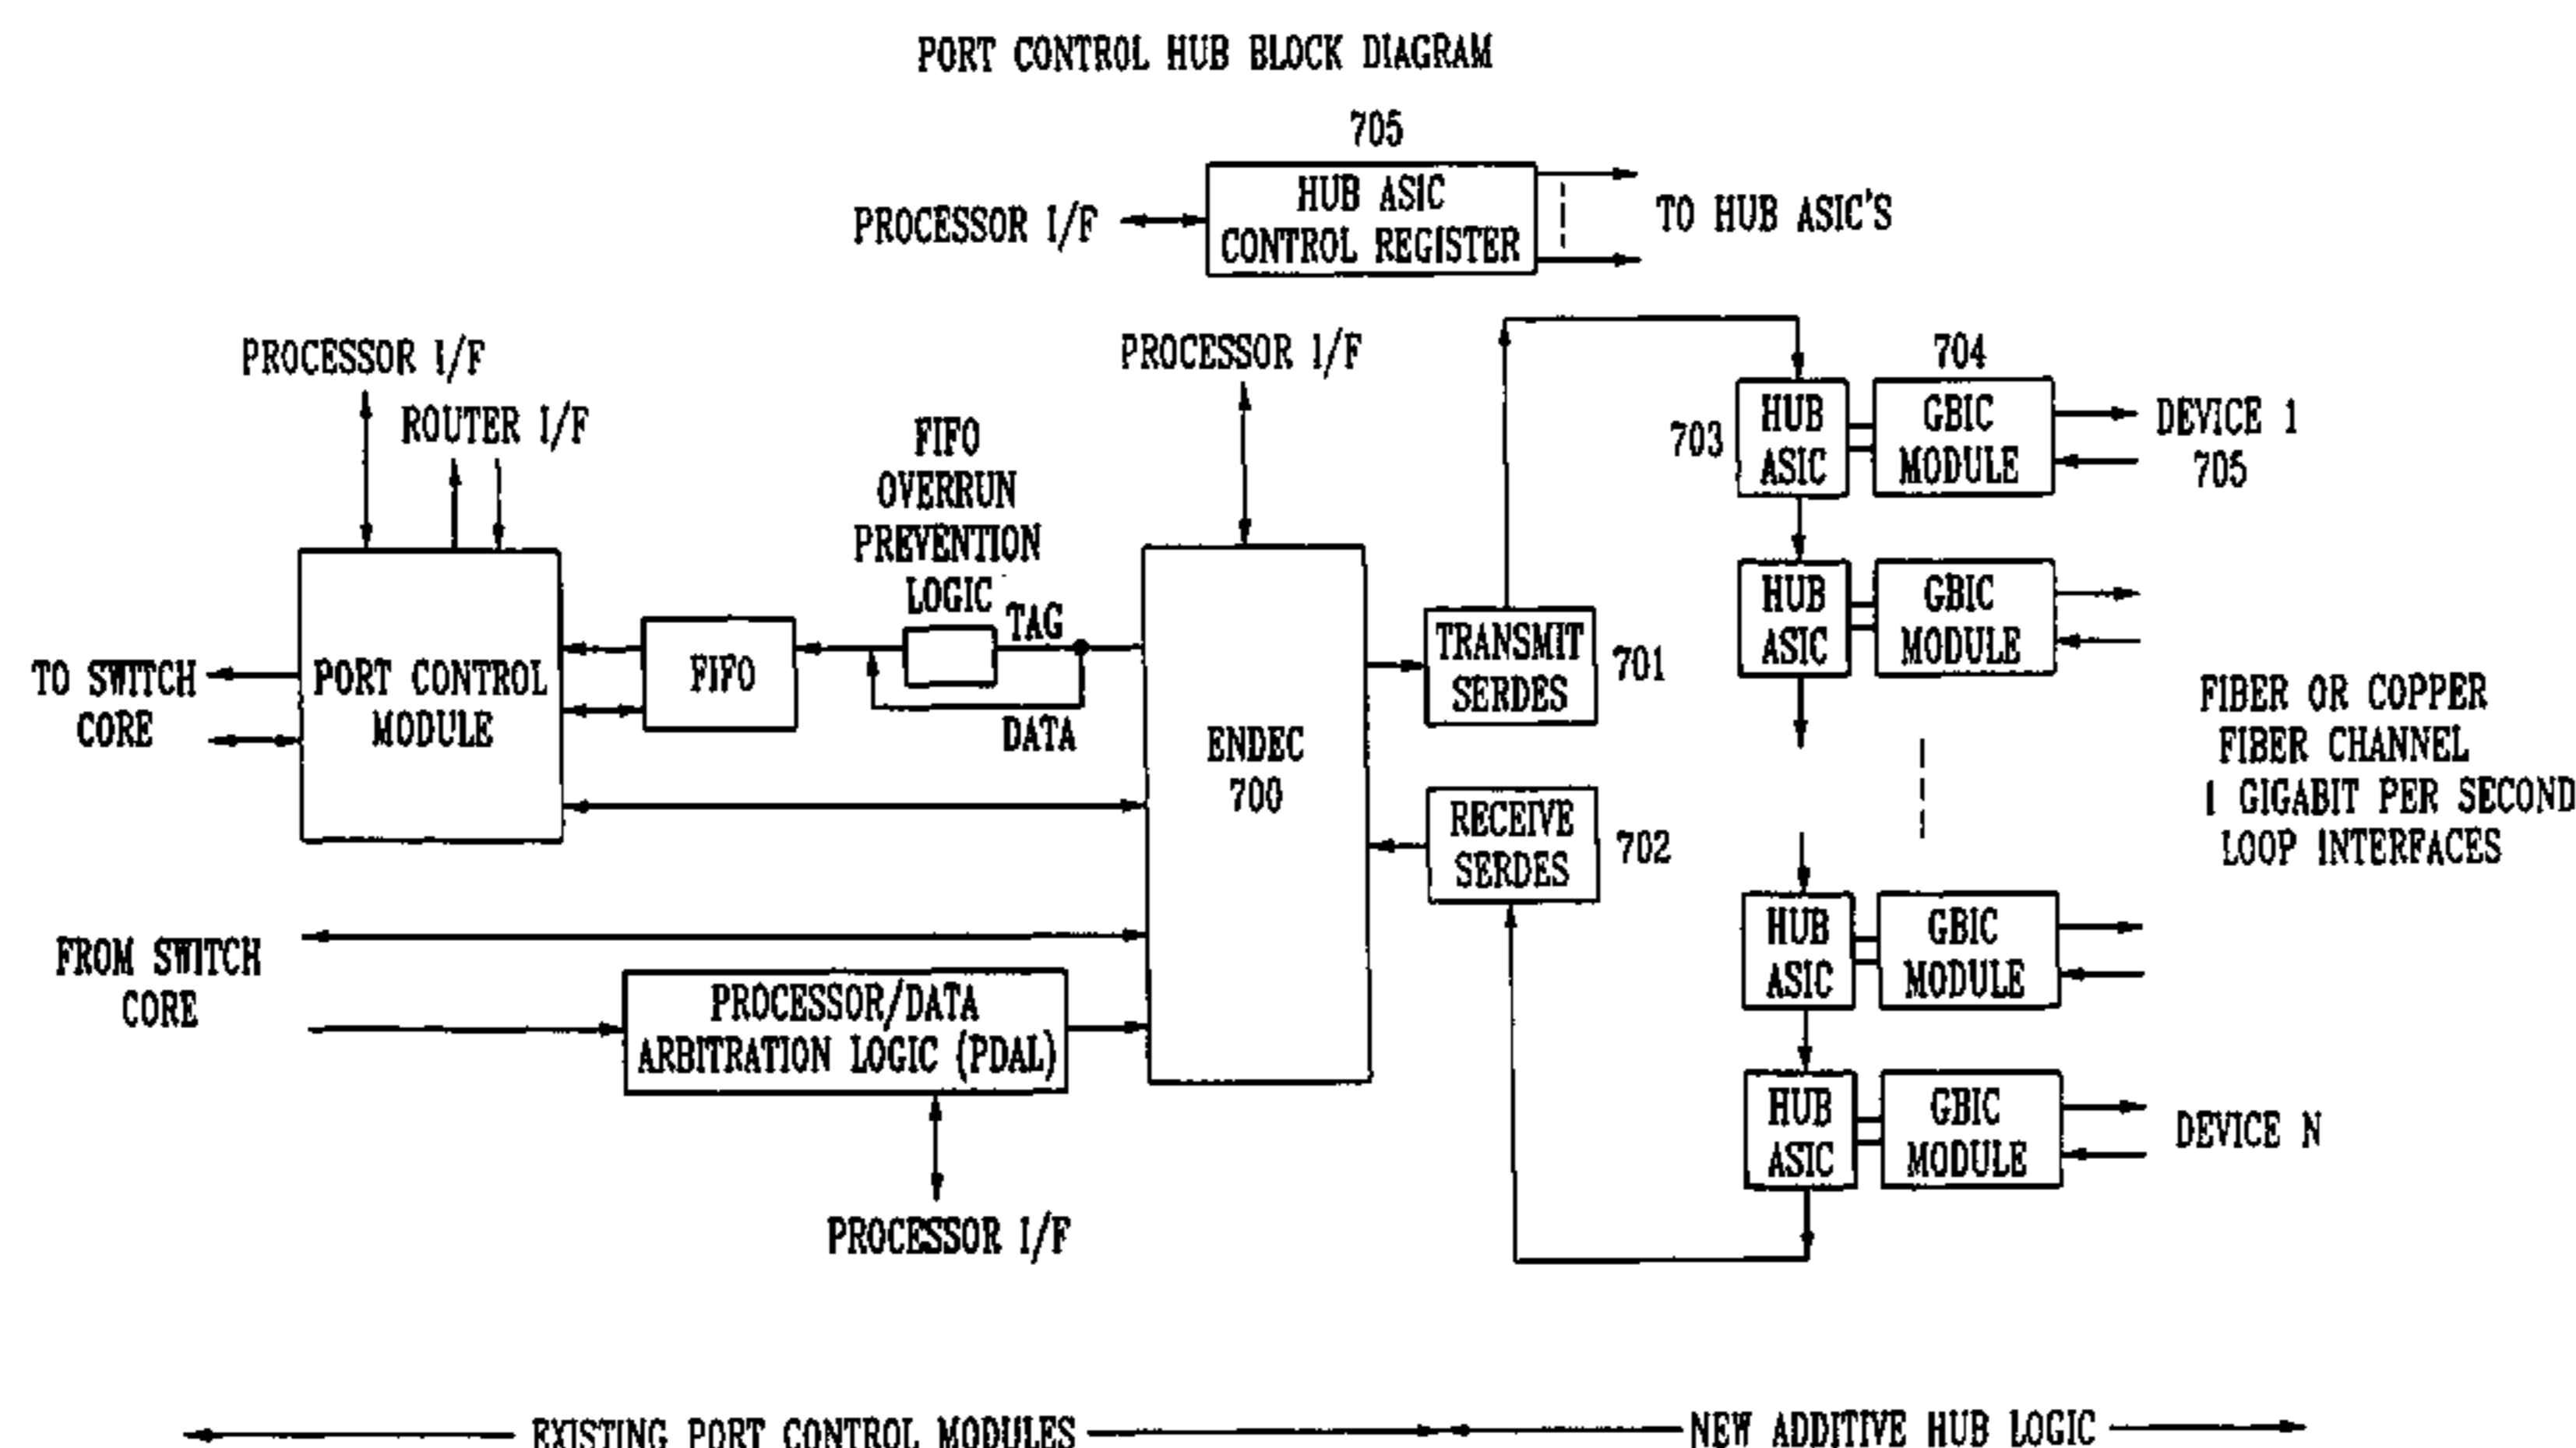 PORT CONTROL HUB BLOCK DIAGRAM
705
HUB ASIC
CONTROL REGISTER
PROCESSOR I/F
TO HUB ASIC'S
PROCESSOR I/F
ROUTER I/F
PROCESSOR I/F
FIFO
OVERRUN
PREVENTION
LOGIC
TAG
DATA
TO SWITCH
CORE
PORT CONTROL
MODULE
FIFO
ENDEC
700
TRANSMIT
SERDES
701
RECEIVE
SERDES
702
703
HUB
ASIC
704
GBIC
MODULE
DEVICE 1
705
HUB
ASIC
GBIC
MODULE
FIBER OR COPPER
FIBER CHANNEL
1 GIGABIT PER SECOND
LOOP INTERFACES
HUB
ASIC
GBIC
MODULE
HUB
ASIC
GBIC
MODULE
DEVICE N
FROM SWITCH
CORE
PROCESSOR/DATA
ARBITRATION LOGIC (PDAL)
PROCESSOR I/F
EXISTING PORT CONTROL MODULES
NEW ADDITIVE HUB LOGIC